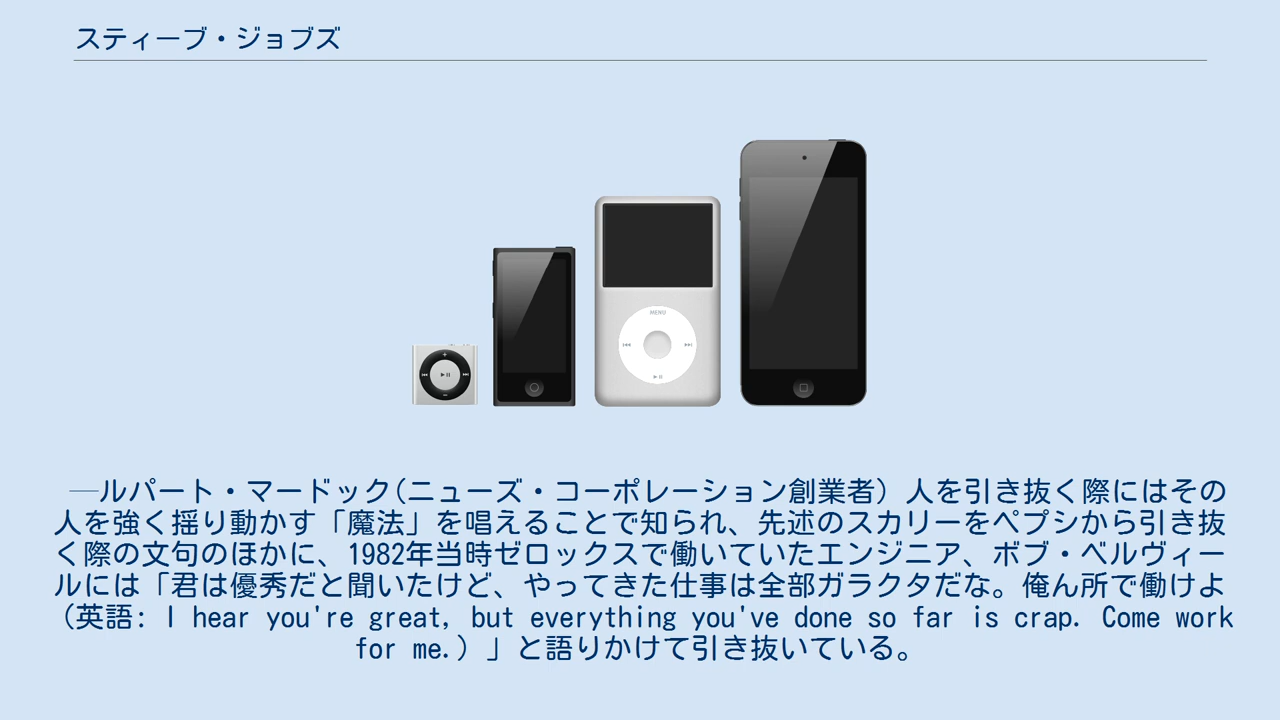 スティーブ・ジョブズ
MENU
―ルパート・マードック(ニューズ・コーポレーション創業者) 人を引き抜く際にはその
人を強く揺り動かす「魔法」を唱えることで知られ、先述のスカリーをペプシから引き抜
く際の文句のほかに、1982年当時ゼロックスで働いていたエンジニア、ボブ・ベルヴィー
ルには「君は優秀だと聞いたけど、やってきた仕事は全部ガラクタだな。俺ん所で働けよ
（英語: I hear you're great, but everything you've done so far is crap. Come work
for me.）」と語りかけて引き抜いている。